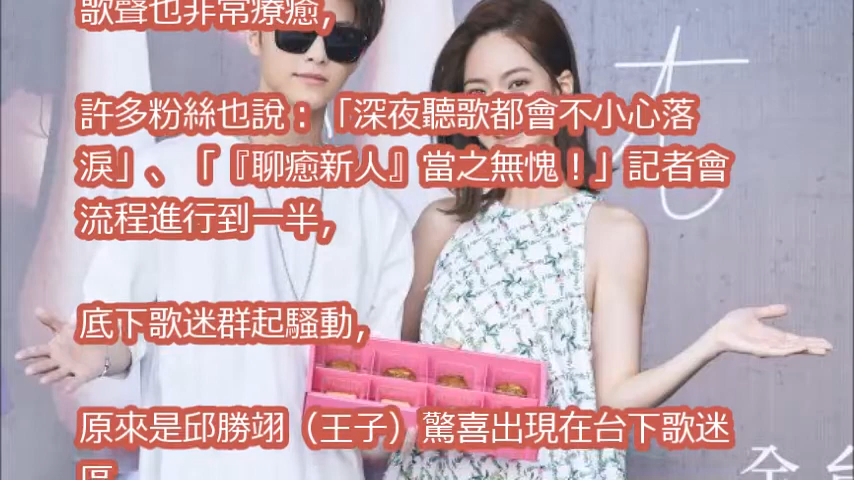 歌聲也非常療癒，
許多粉絲也說：「深夜聽歌都會不小心落
淚」、「『聊癒新人』當之無愧！」記者會
流程進行到一半，
底下歌迷群起騷動，
原來是邱勝翊（王子）驚喜出現在台下歌迷
區
全台